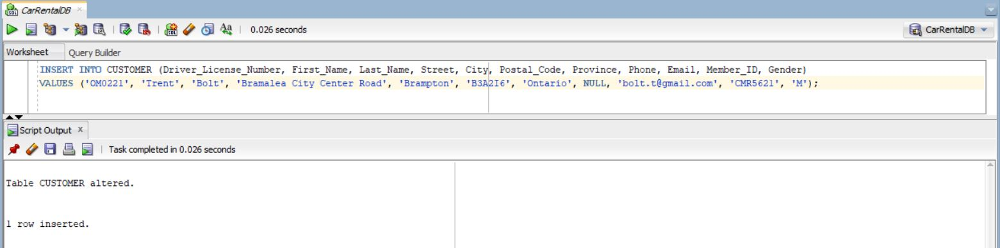 CarRentalDB
0.026 seconds
CarRentalDB
Worksheet Query Builder
INSERT INTO CUSTOMER (Driver_License_Number, First_Name, Last_Name, Street, City, Postal_Code, Province, Phone, Email, Member_ID, Gender)
VALUES ('OM0221', 'Trent', 'Bolt', 'Bramalea City Center Road', 'Brampton', 'B3A2I6', 'Ontario', NULL, 'bolt.t@gmail.com', 'CMR5621', 'M');
Script Output x
Task completed in 0.026 seconds
Table CUSTOMER altered.
1 row inserted.